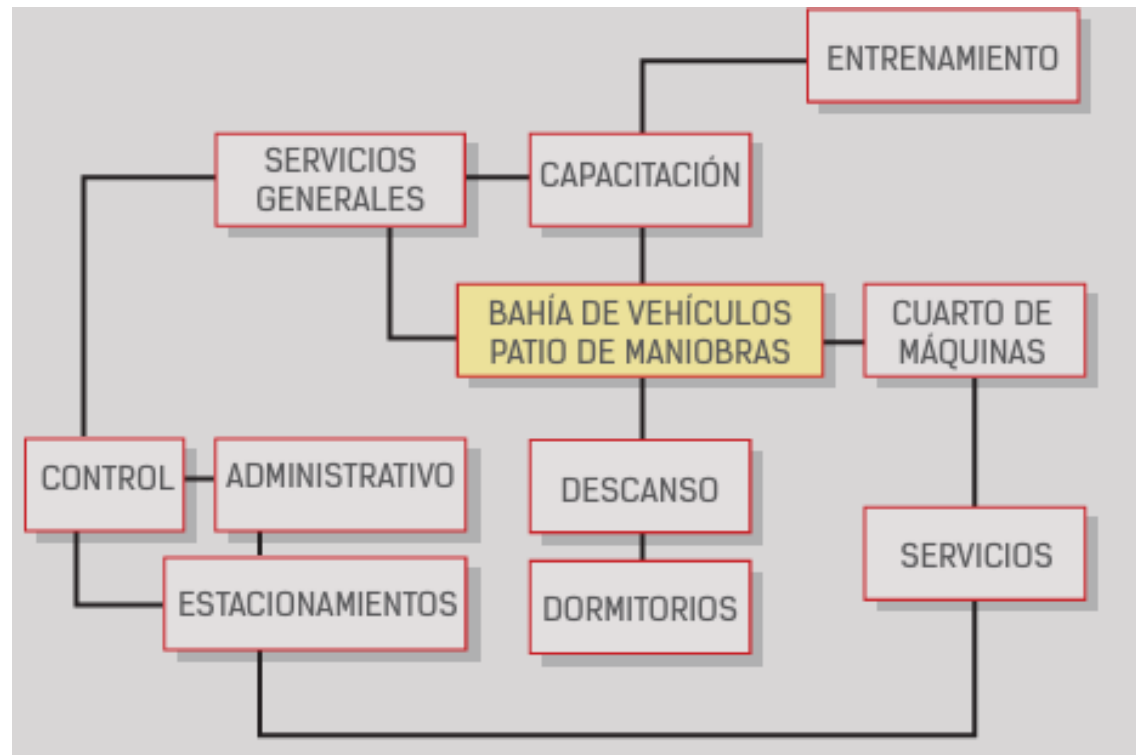 ENTRENAMIENTO
SERVICIOS
GENERALES
CAPACITACIÓN
BAHÍA DE VEHÍCULOS
PATIO DE MANIOBRAS
CUARTO DE
MÁQUINAS
CONTROL
ADMINISTRATIVO
DESCANSO
SERVICIOS
ESTACIONAMIENTOS
DORMITORIOS